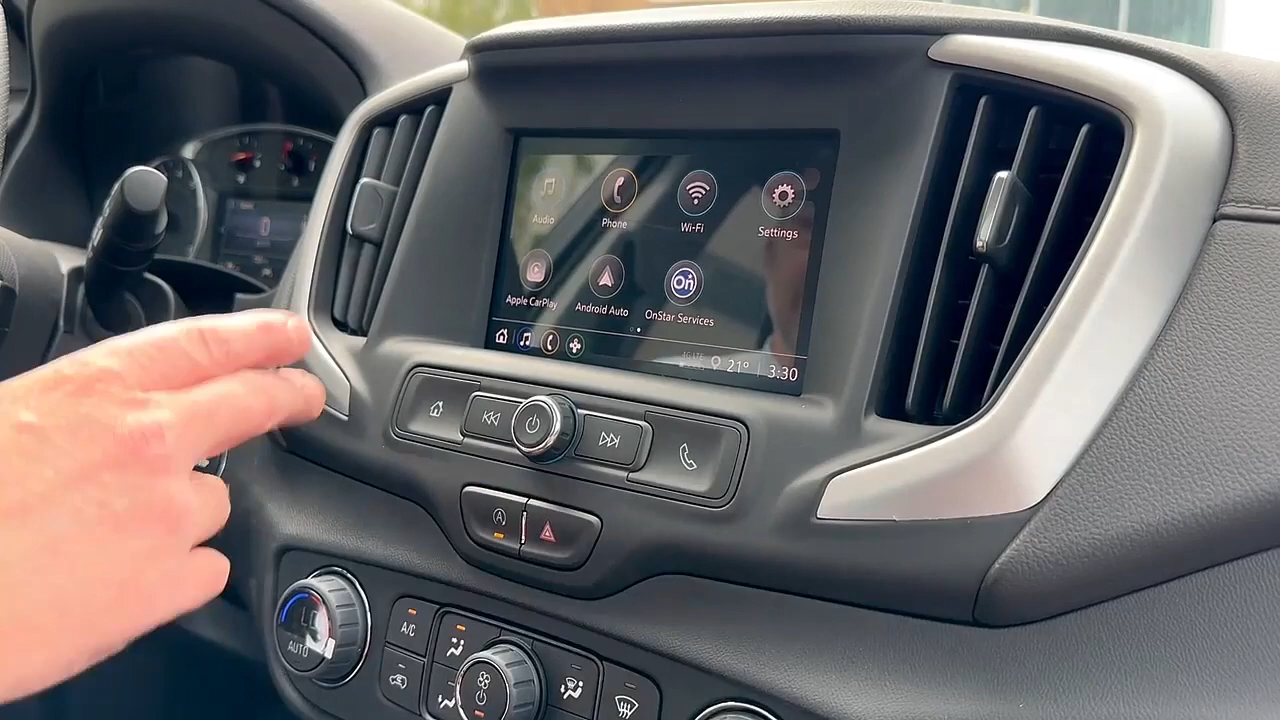 Audio
Phone
Wi-Fi
Settings
Apple CarPlay
Android Auto
OnStar Services
On
21° 3:30
A
AUTO
A/C